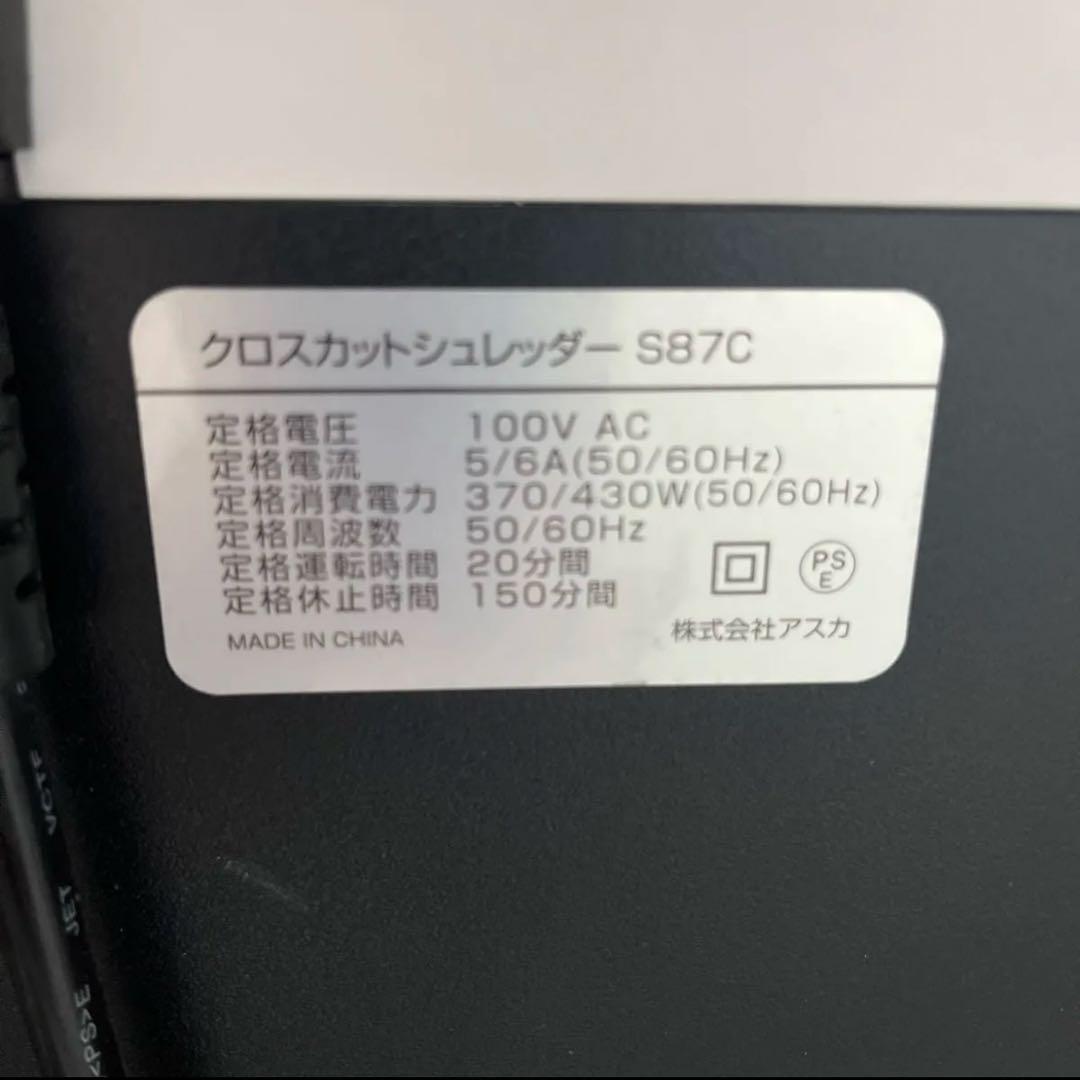 クロスカットシュレッダー S87C
定格電圧 100V AC
定格電流 5/6A(50/60Hz)
定格消費電力 370/430W(50/60Hz)
定格周波数 50/60Hz
定格運転時間 20分間
定格休止時間 150分間
PS
E
MADE IN CHINA 株式会社アスカ
VCTF
JET
<PS>E